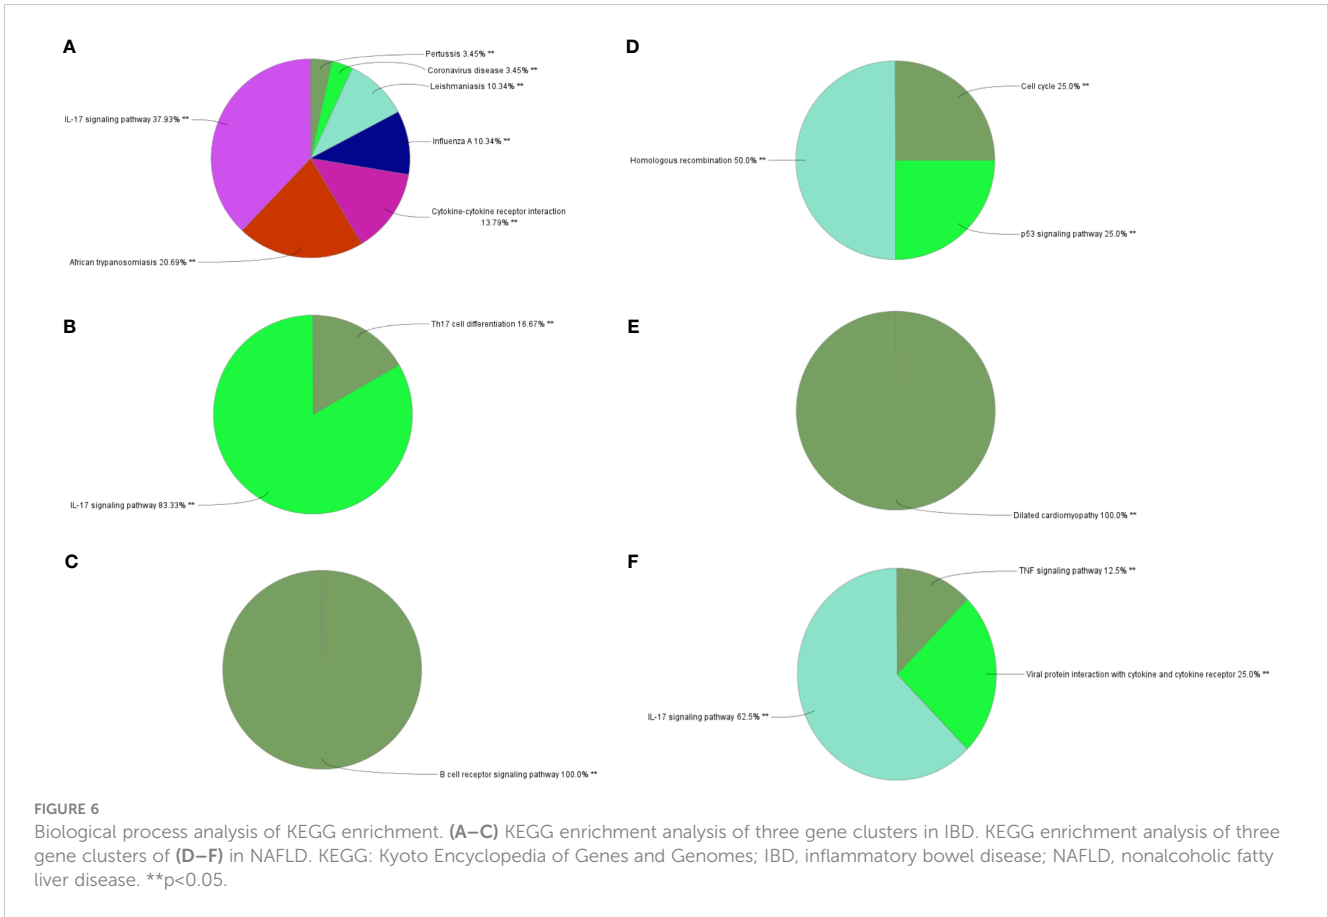 A
Pertussis 3.45% **
Coronavirus disease 3.45% **
Leishmaniasis 10.34% **
IL-17 signaling pathway 37.93% **
Influenza A 10.34% **
Cytokine-cytokine receptor interaction
13.79% **
African trypanosomiasis 20.69% **
B
Th17 cell differentiation 16.67% **
IL-17 signaling pathway 83.33% **
C
B cell receptor signaling pathway 100.0% **
D
Cell cycle 25.0% **
Homologous recombination 50.0% **
p53 signaling pathway 25.0% **
E
Dilated cardiomyopathy 100.0% **
F
TNF signaling pathway 12.5% **
Viral protein interaction with cytokine and cytokine receptor 25.0% **
IL-17 signaling pathway 62.5% **
FIGURE 6
Biological process analysis of KEGG enrichment. (A–C) KEGG enrichment analysis of three gene clusters in IBD. KEGG enrichment analysis of three
gene clusters of (D–F) in NAFLD. KEGG: Kyoto Encyclopedia of Genes and Genomes; IBD, inflammatory bowel disease; NAFLD, nonalcoholic fatty
liver disease. **p<0.05.